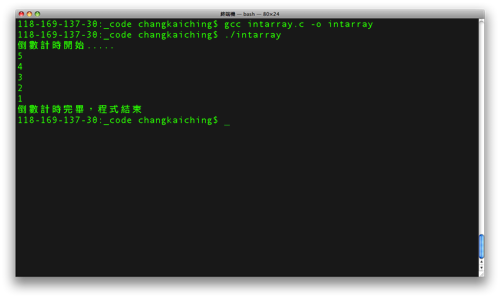 終端機 — bash — 80×24
118-169-137-30:_code changkaiching$ gcc intarray.c -o intarray
118-169-137-30:_code changkaiching$ ./intarray
倒數計時開始.....
5
4
3
2
1
倒數計時完畢，程式結束
118-169-137-30:_code changkaiching$ _